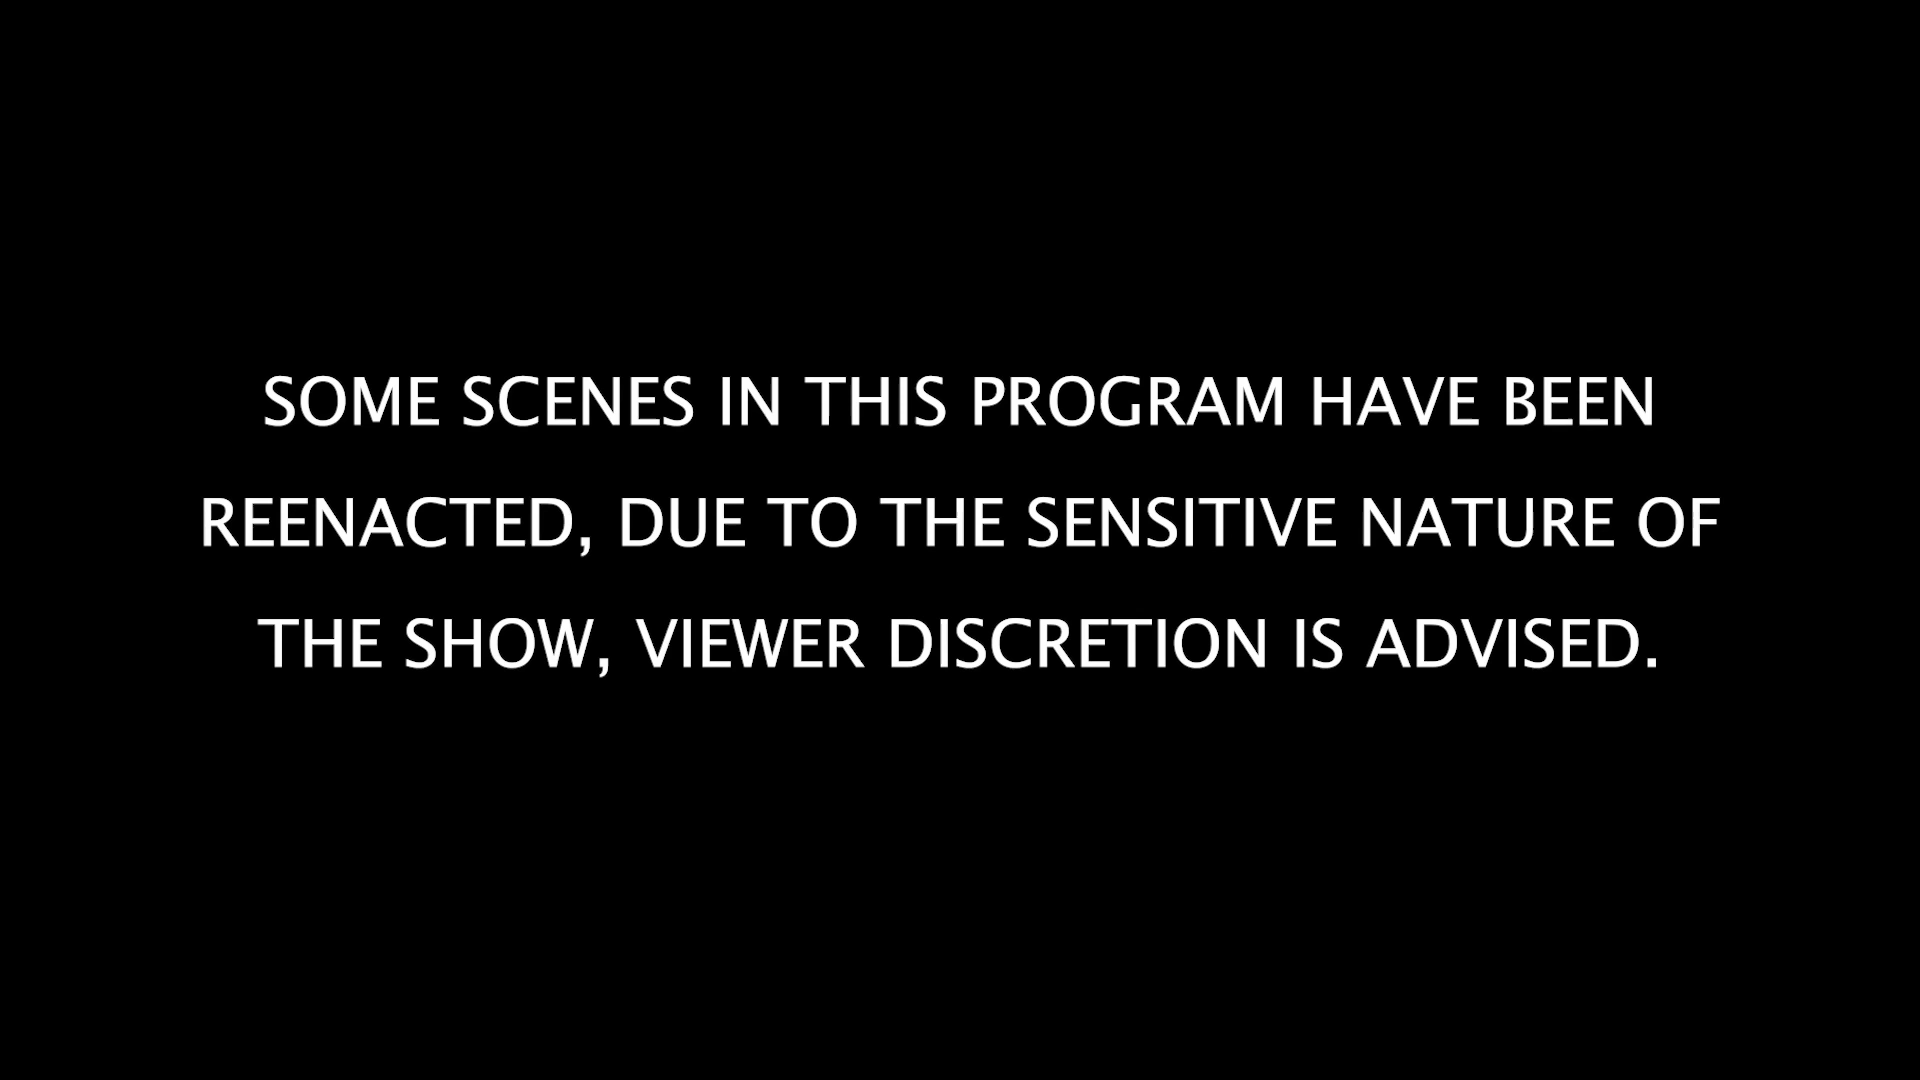 SOME SCENES IN THIS PROGRAM HAVE BEEN
REENACTED, DUE TO THE SENSITIVE NATURE OF
THE SHOW, VIEWER DISCRETION IS ADVISED.